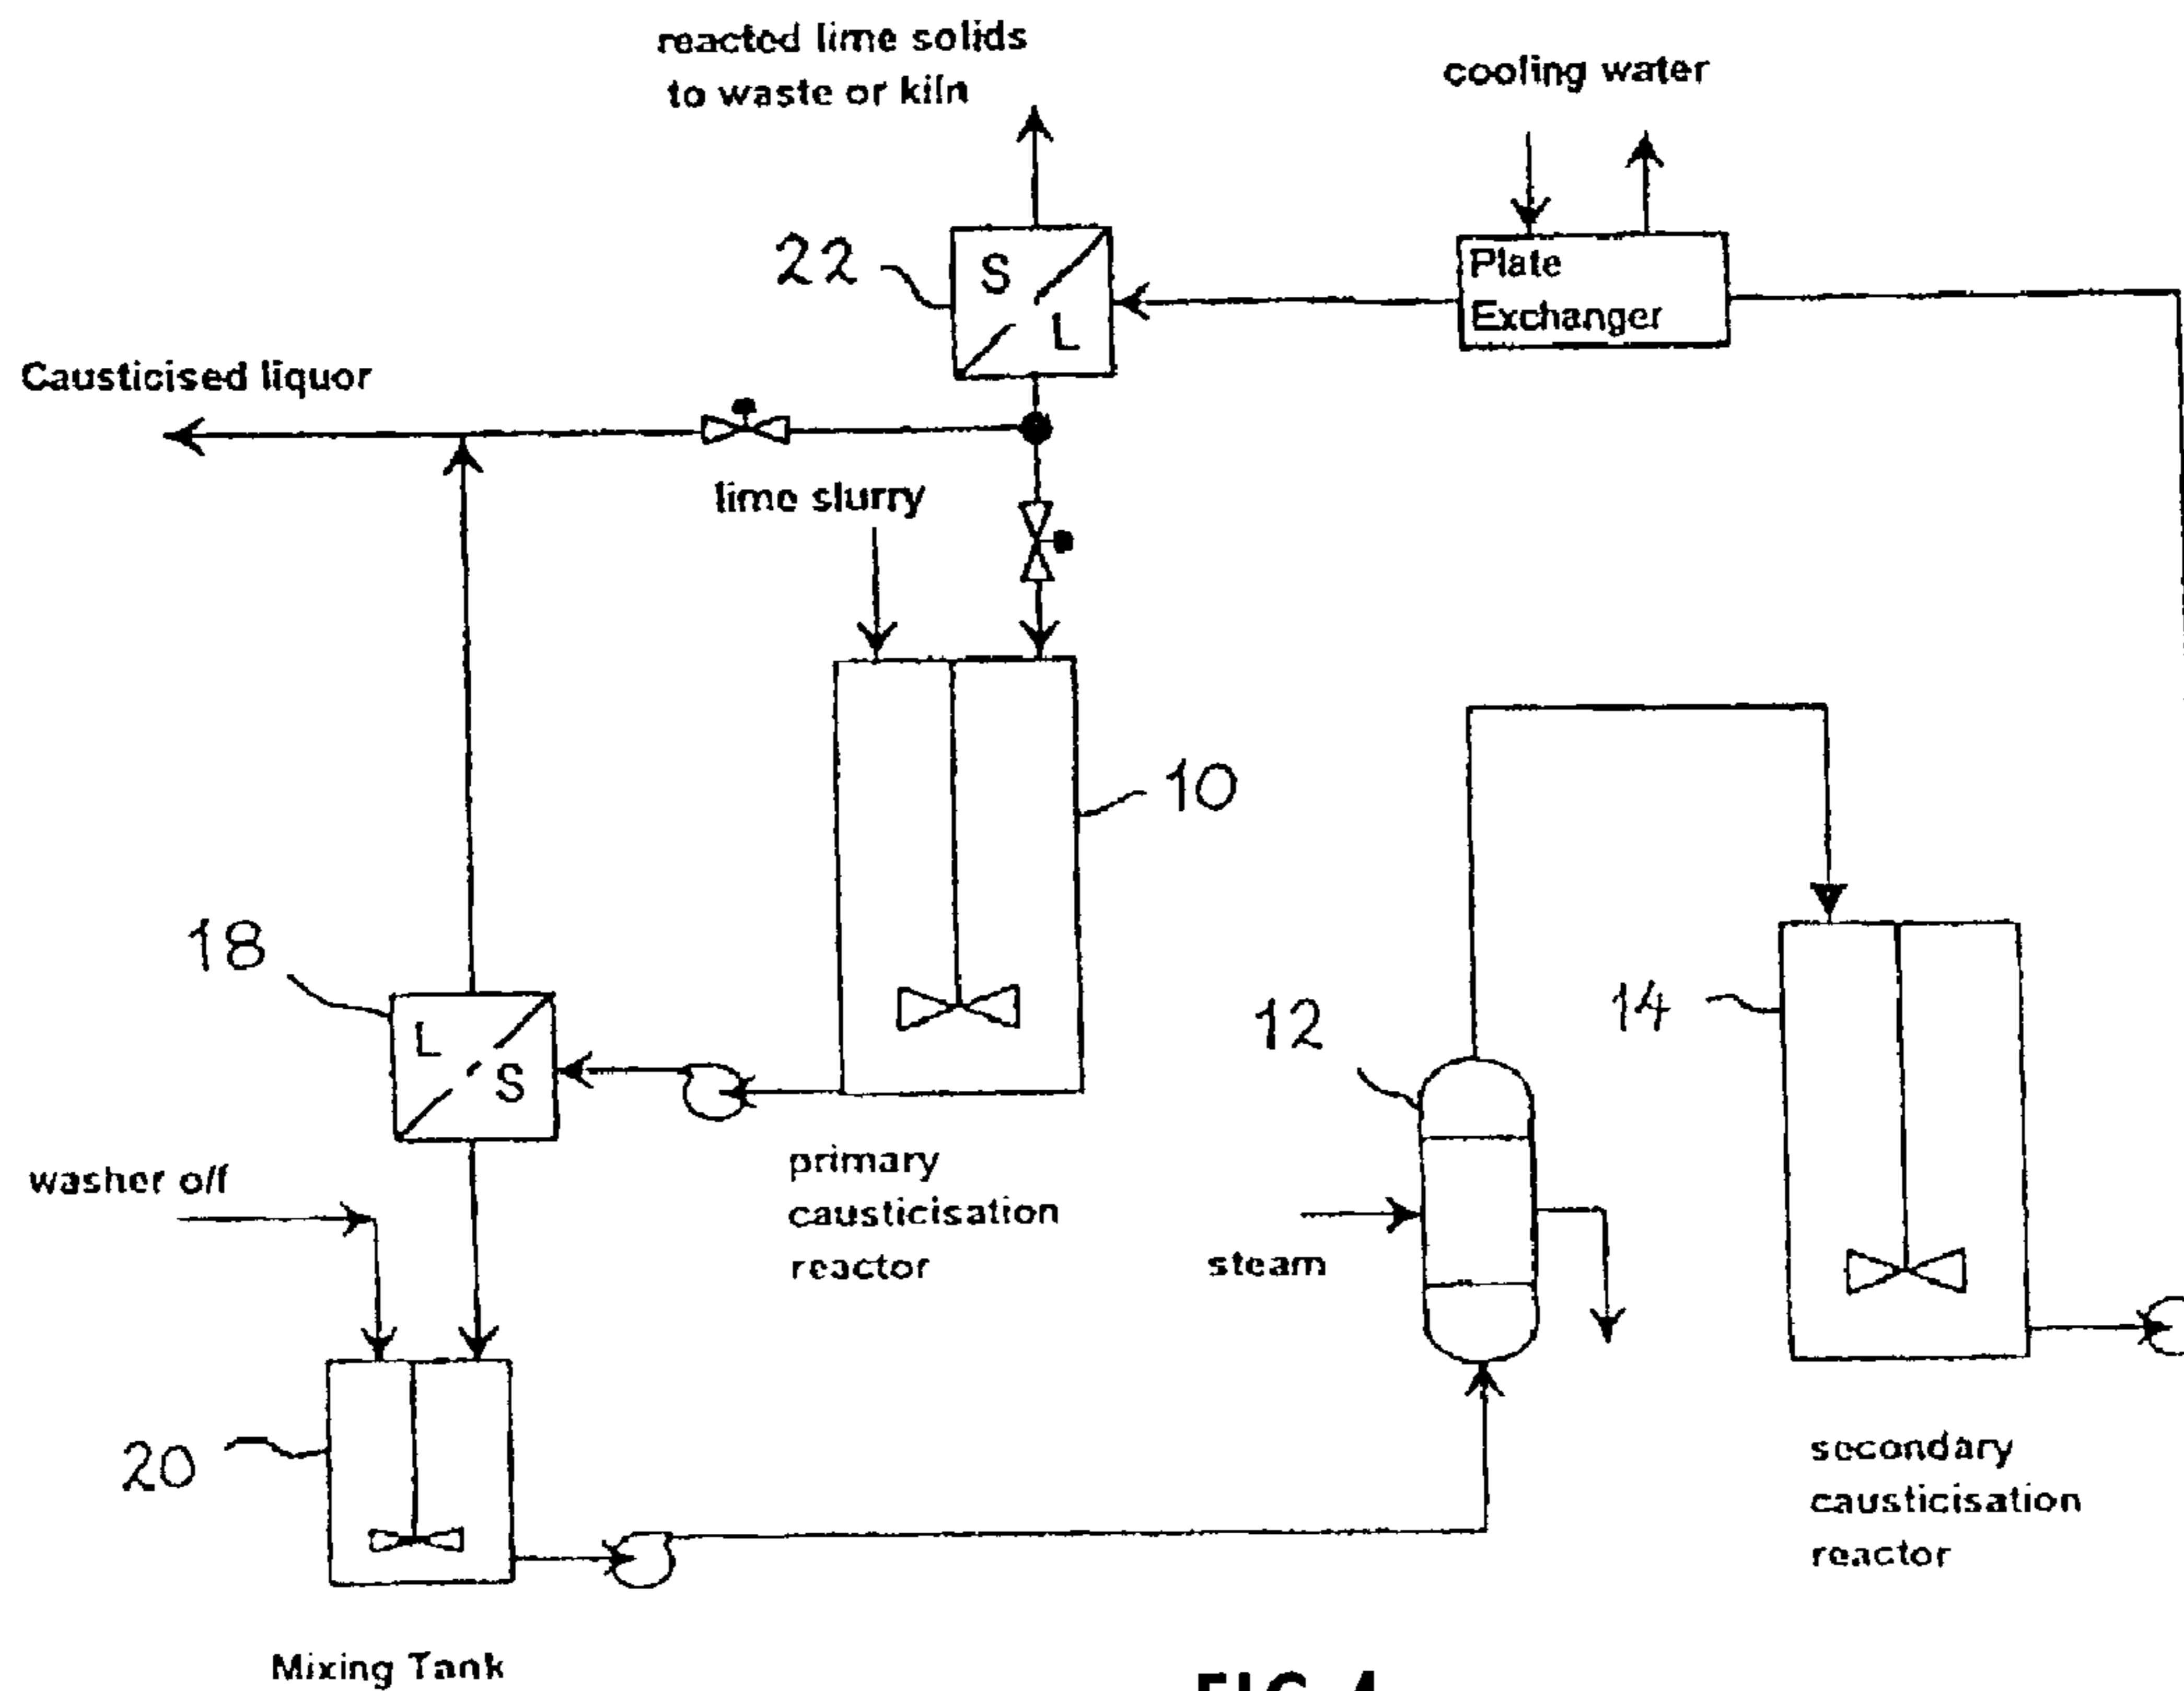 reacted lime solids
to waste or kiln
cooling water
22
S
L
Plate
Exchanger
Causticised liquor
lime slurry
10
18
L
S
12
14
primary
causticisation
reactor
washer o/f
steam
20
secondary
causticisation
reactor
Mixing Tank